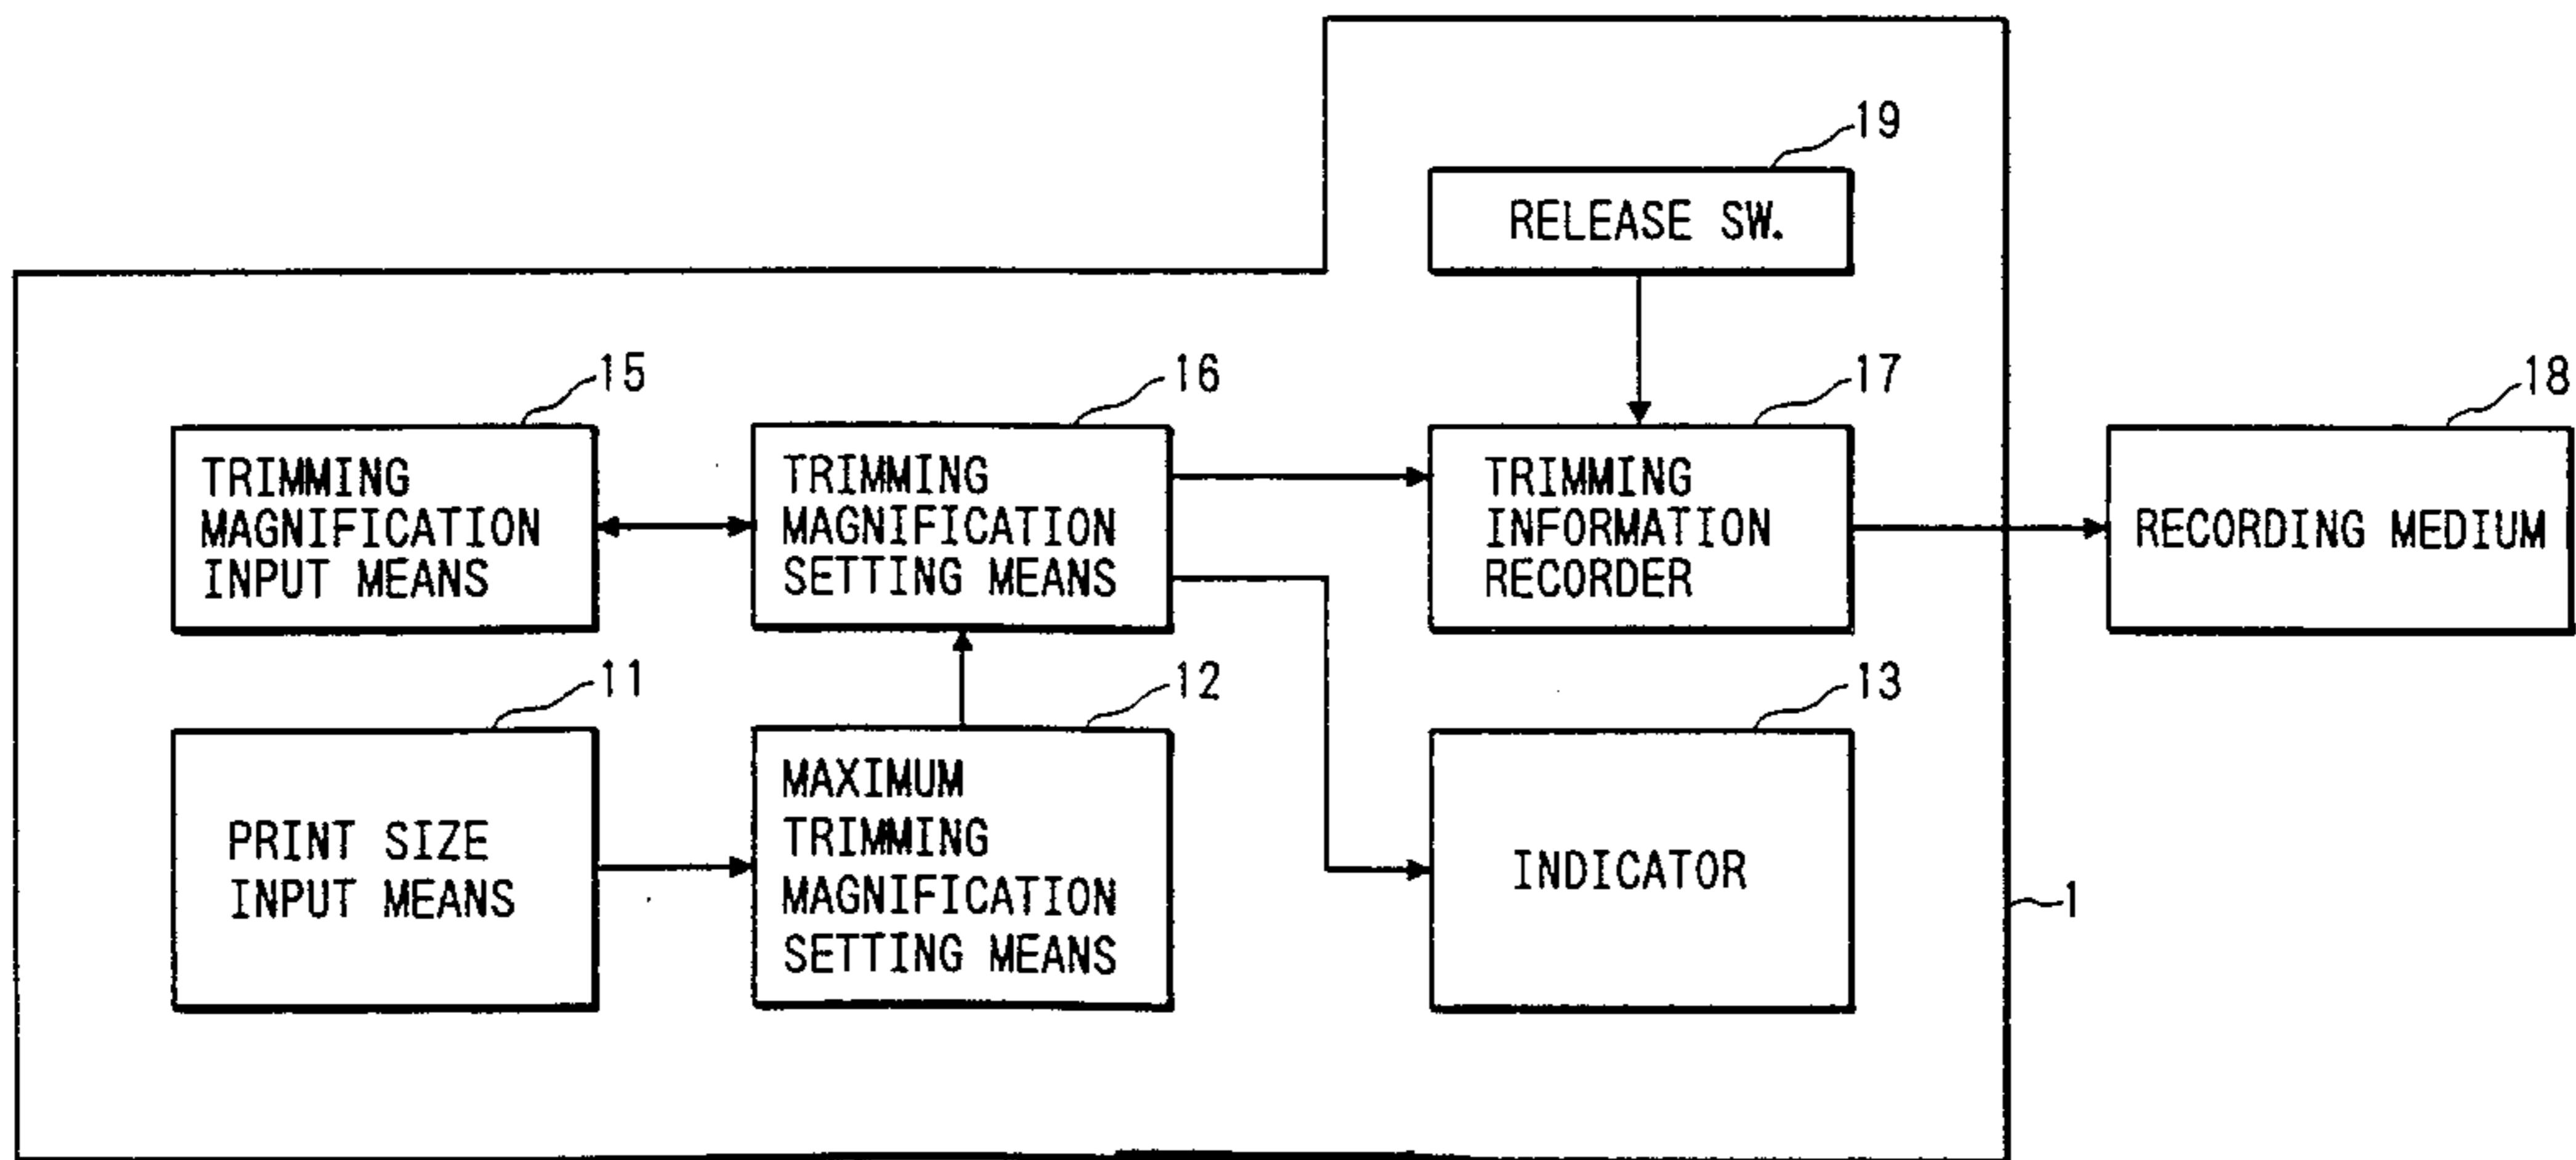 19
RELEASE SW.
15
TRIMMING
MAGNIFICATION
INPUT MEANS
16
TRIMMING
MAGNIFICATION
SETTING MEANS
17
TRIMMING
INFORMATION
RECORDER
18
RECORDING MEDIUM
11
PRINT SIZE
INPUT MEANS
12
MAXIMUM
TRIMMING
MAGNIFICATION
SETTING MEANS
13
INDICATOR
1